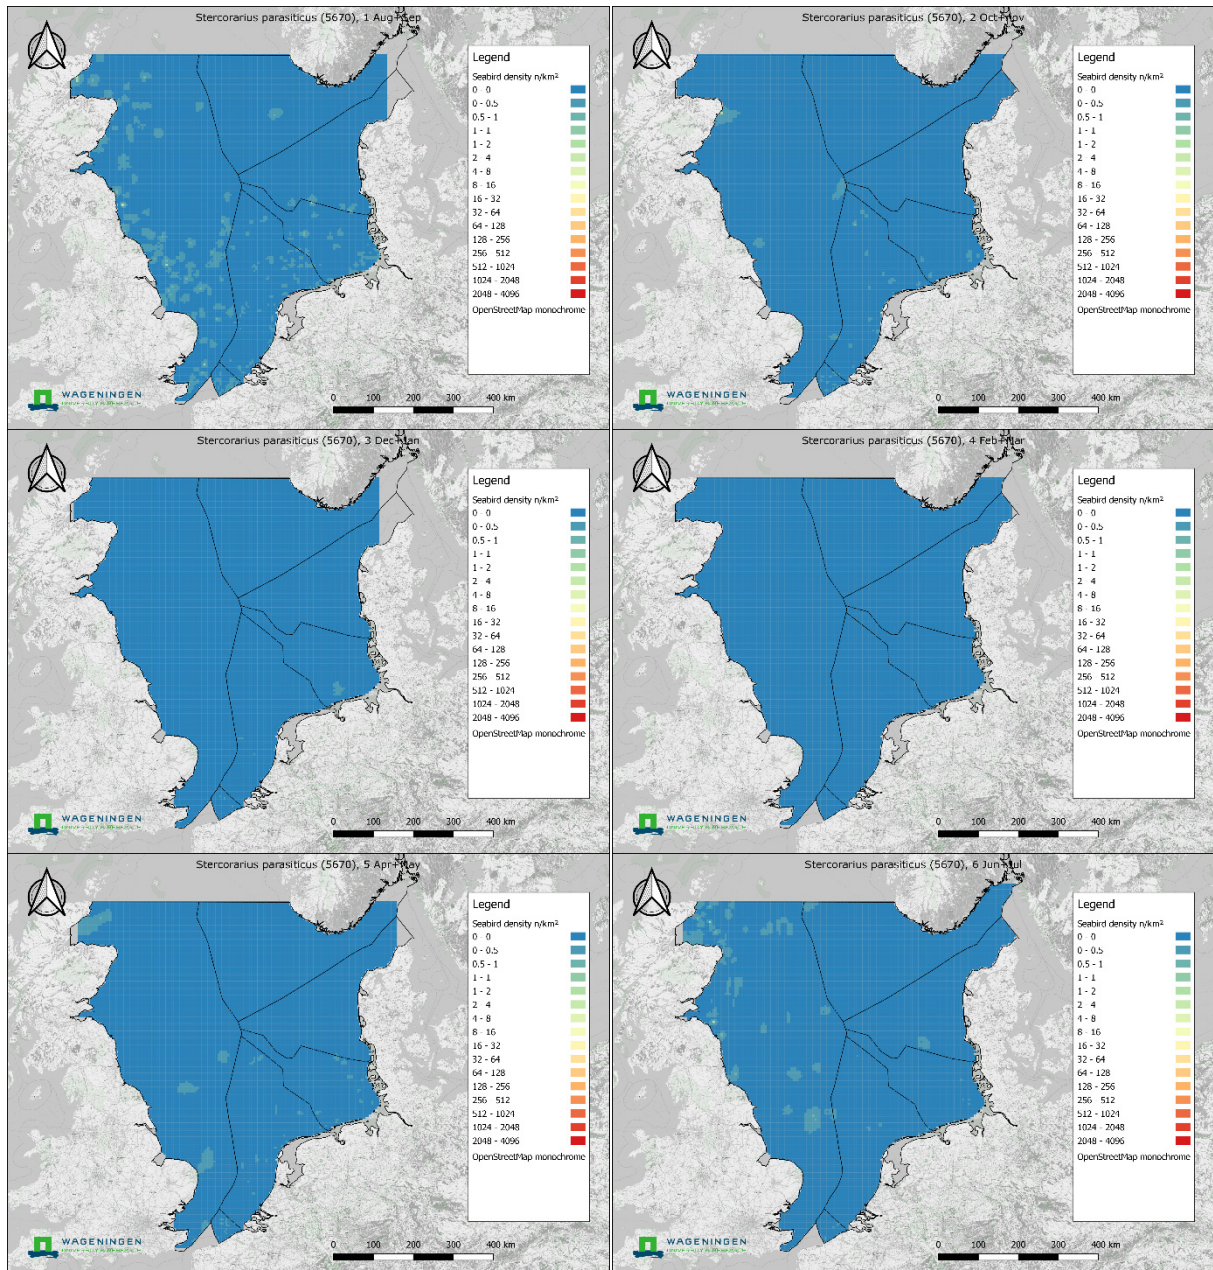 Stercorarius parasiticus (5670), 1 Aug+Sep
Legend
Seabird density n/km²
0 - 0
0 - 0.5
0.5 - 1
1 - 1
1 - 2
2 - 4
4 - 8
8 - 16
16 - 32
32 - 64
64 - 128
128 - 256
256 - 512
512 - 1024
1024 - 2048
2048 - 4096
OpenStreetMap monochrome
WAGENINGEN
UNIVERSITY & RESEARCH
0 100 200 300 400 km
Stercorarius parasiticus (5670), 2 Oct+Nov
Legend
Seabird density n/km²
0 - 0
0 - 0.5
0.5 - 1
1 - 1
1 - 2
2 - 4
4 - 8
8 - 16
16 - 32
32 - 64
64 - 128
128 - 256
256 - 512
512 - 1024
1024 - 2048
2048 - 4096
OpenStreetMap monochrome
WAGENINGEN
UNIVERSITY & RESEARCH
0 100 200 300 400 km
Stercorarius parasiticus (5670), 3 Dec+Jan
Legend
Seabird density n/km²
0 - 0
0 - 0.5
0.5 - 1
1 - 1
1 - 2
2 - 4
4 - 8
8 - 16
16 - 32
32 - 64
64 - 128
128 - 256
256 - 512
512 - 1024
1024 - 2048
2048 - 4096
OpenStreetMap monochrome
WAGENINGEN
UNIVERSITY & RESEARCH
0 100 200 300 400 km
Stercorarius parasiticus (5670), 4 Feb+Mar
Legend
Seabird density n/km²
0 - 0
0 - 0.5
0.5 - 1
1 - 1
1 - 2
2 - 4
4 - 8
8 - 16
16 - 32
32 - 64
64 - 128
128 - 256
256 - 512
512 - 1024
1024 - 2048
2048 - 4096
OpenStreetMap monochrome
WAGENINGEN
UNIVERSITY & RESEARCH
0 100 200 300 400 km
Stercorarius parasiticus (5670), 5 Apr+May
Legend
Seabird density n/km²
0 - 0
0 - 0.5
0.5 - 1
1 - 1
1 - 2
2 - 4
4 - 8
8 - 16
16 - 32
32 - 64
64 - 128
128 - 256
256 - 512
512 - 1024
1024 - 2048
2048 - 4096
OpenStreetMap monochrome
WAGENINGEN
UNIVERSITY & RESEARCH
0 100 200 300 400 km
Stercorarius parasiticus (5670), 6 Jun+Jul
Legend
Seabird density n/km²
0 - 0
0 - 0.5
0.5 - 1
1 - 1
1 - 2
2 - 4
4 - 8
8 - 16
16 - 32
32 - 64
64 - 128
128 - 256
256 - 512
512 - 1024
1024 - 2048
2048 - 4096
OpenStreetMap monochrome
WAGENINGEN
UNIVERSITY & RESEARCH
0 100 200 300 400 km